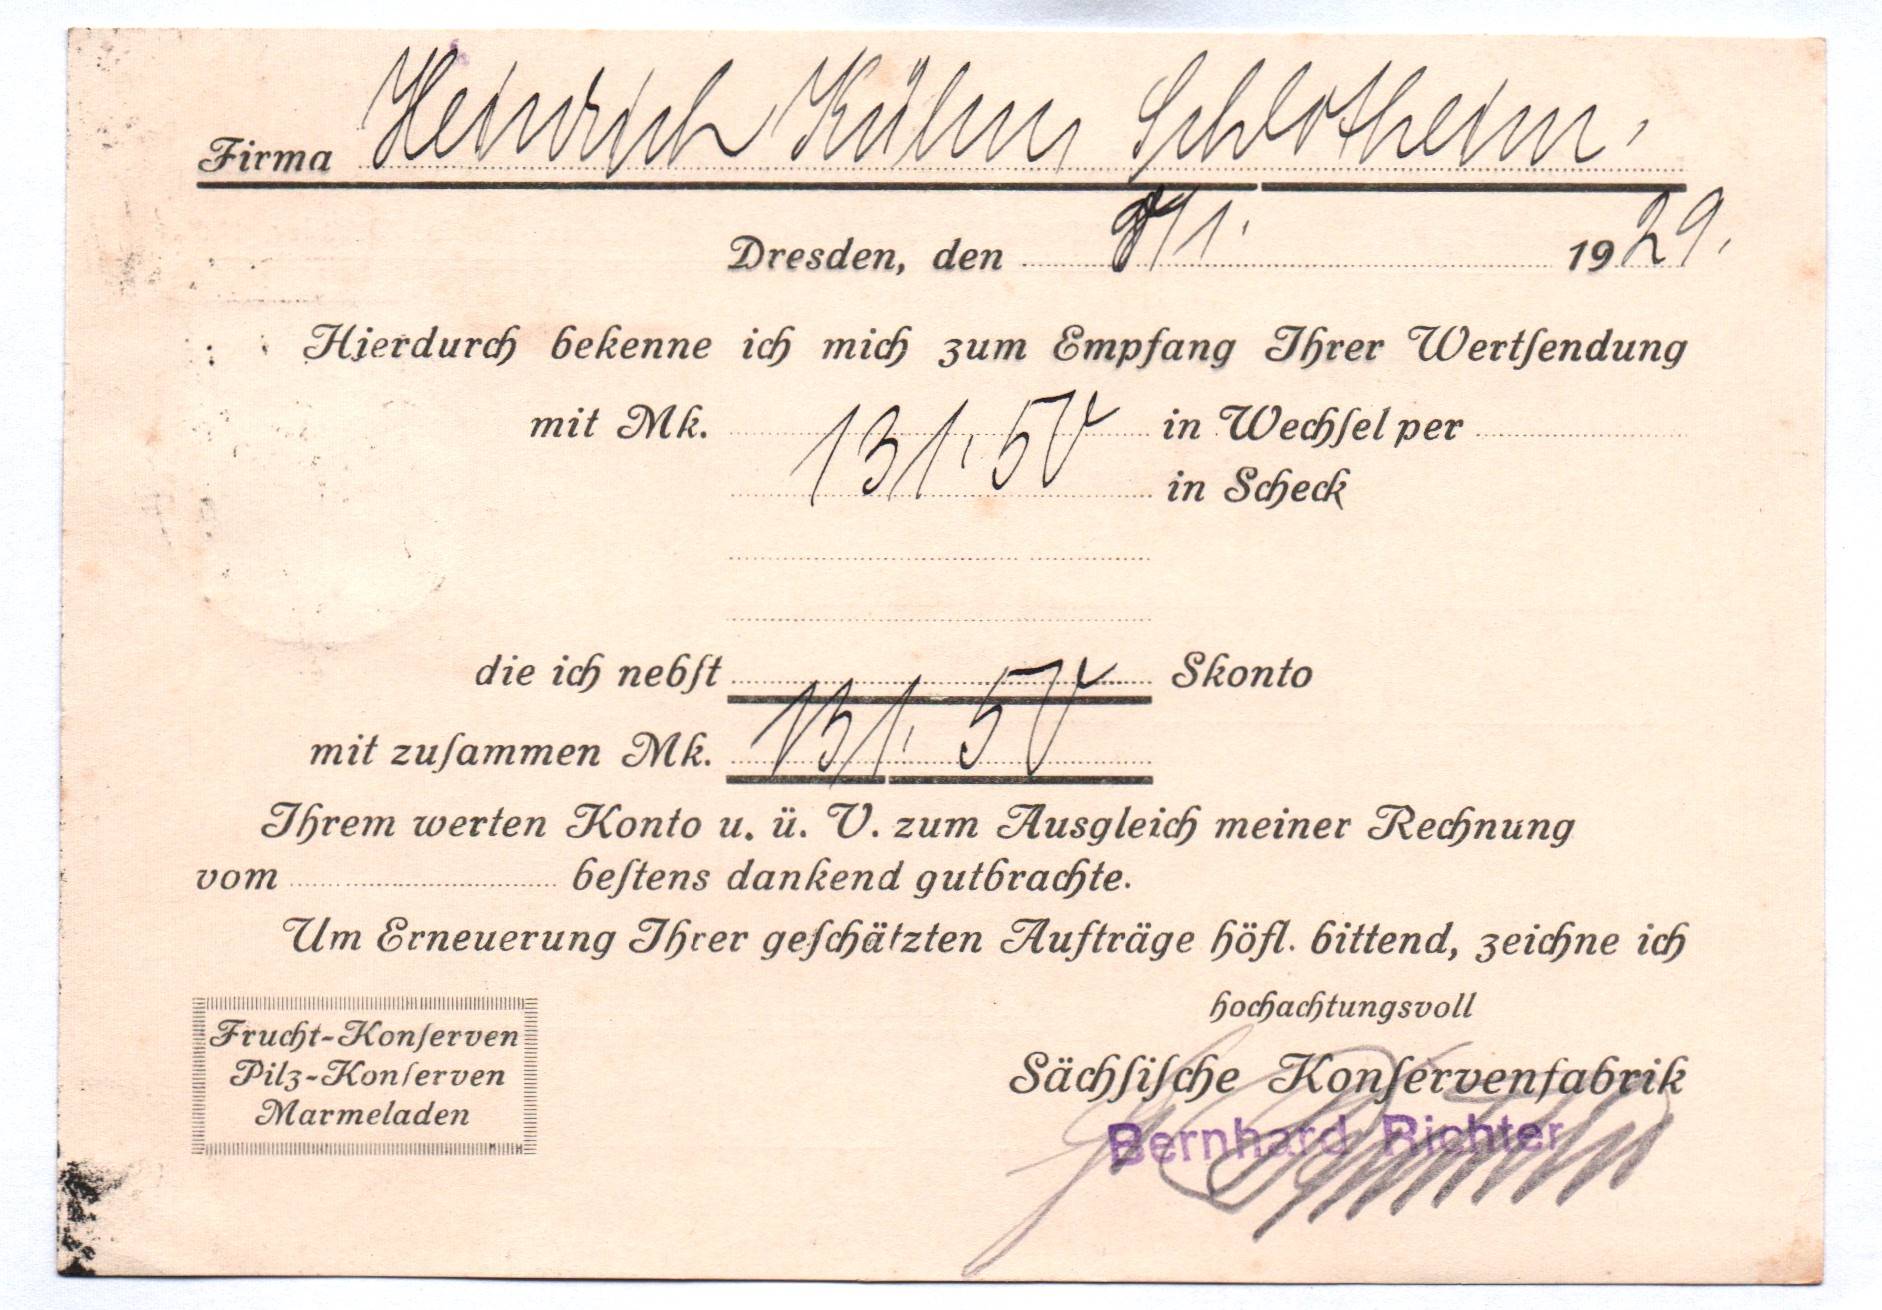 Firma Heinrich Kühn, Schlotheim.
Dresden, den 1. 1929.
Hierdurch bekenne ich mich zum Empfang Ihrer Wertſendung
mit Mk. 131.50 in Wechſel per
in Scheck
die ich nebſt Skonto
mit zuſammen Mk. 131.50
Ihrem werten Konto u. ü. V. zum Ausgleich meiner Rechnung
vom beſtens dankend gutbrachte.
Um Erneuerung Ihrer geſchätzten Aufträge höfl. bittend, zeichne ich
hochachtungsvoll
Sächſiſche Konſervenfabrik
Bernhard Richter
Frucht-Konſerven
Pilz-Konſerven
Marmeladen